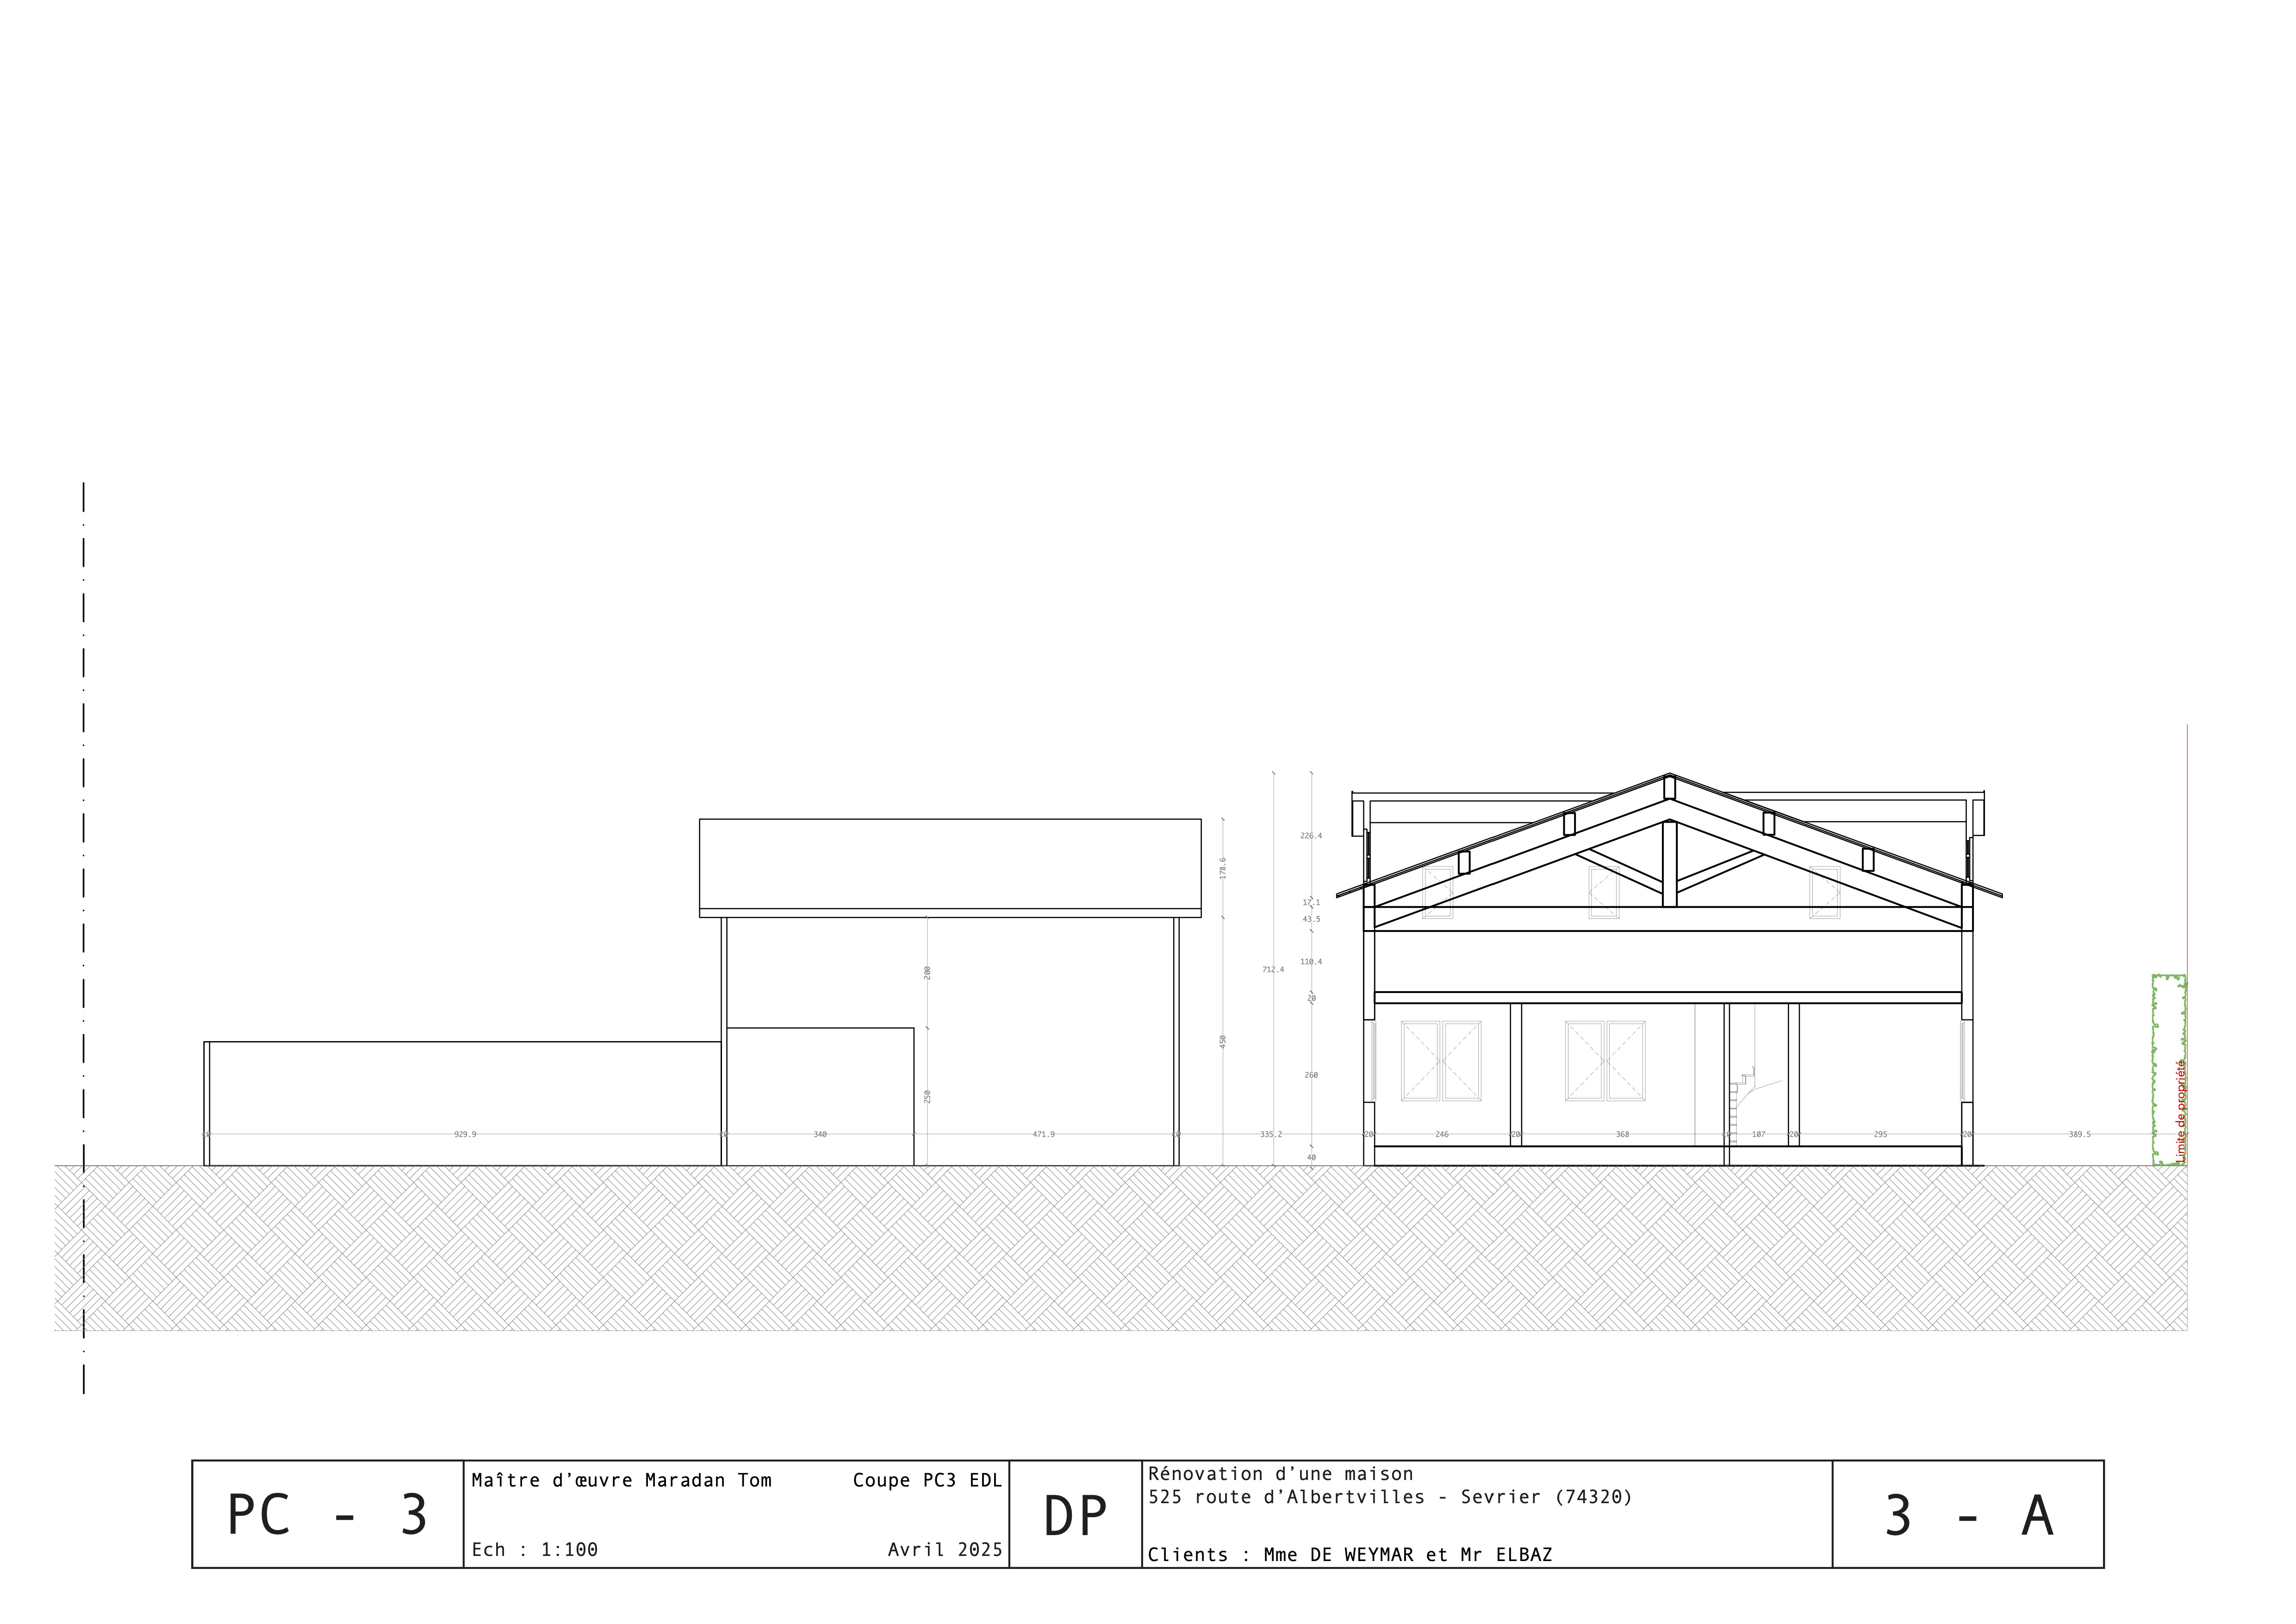 226.4
178.6
17.1
43.5
110.4
712.4
200
20
450
260
250
929.9
340
471.9
335.2
20
246
20
368
107
20
295
20
389.5
40
Limite de propriété
PC - 3
Maître d’œuvre Maradan Tom
Coupe PC3 EDL
Ech : 1:100
Avril 2025
DP
Rénovation d’une maison
525 route d’Albertvilles - Sevrier (74320)
Clients : Mme DE WEYMAR et Mr ELBAZ
3 - A